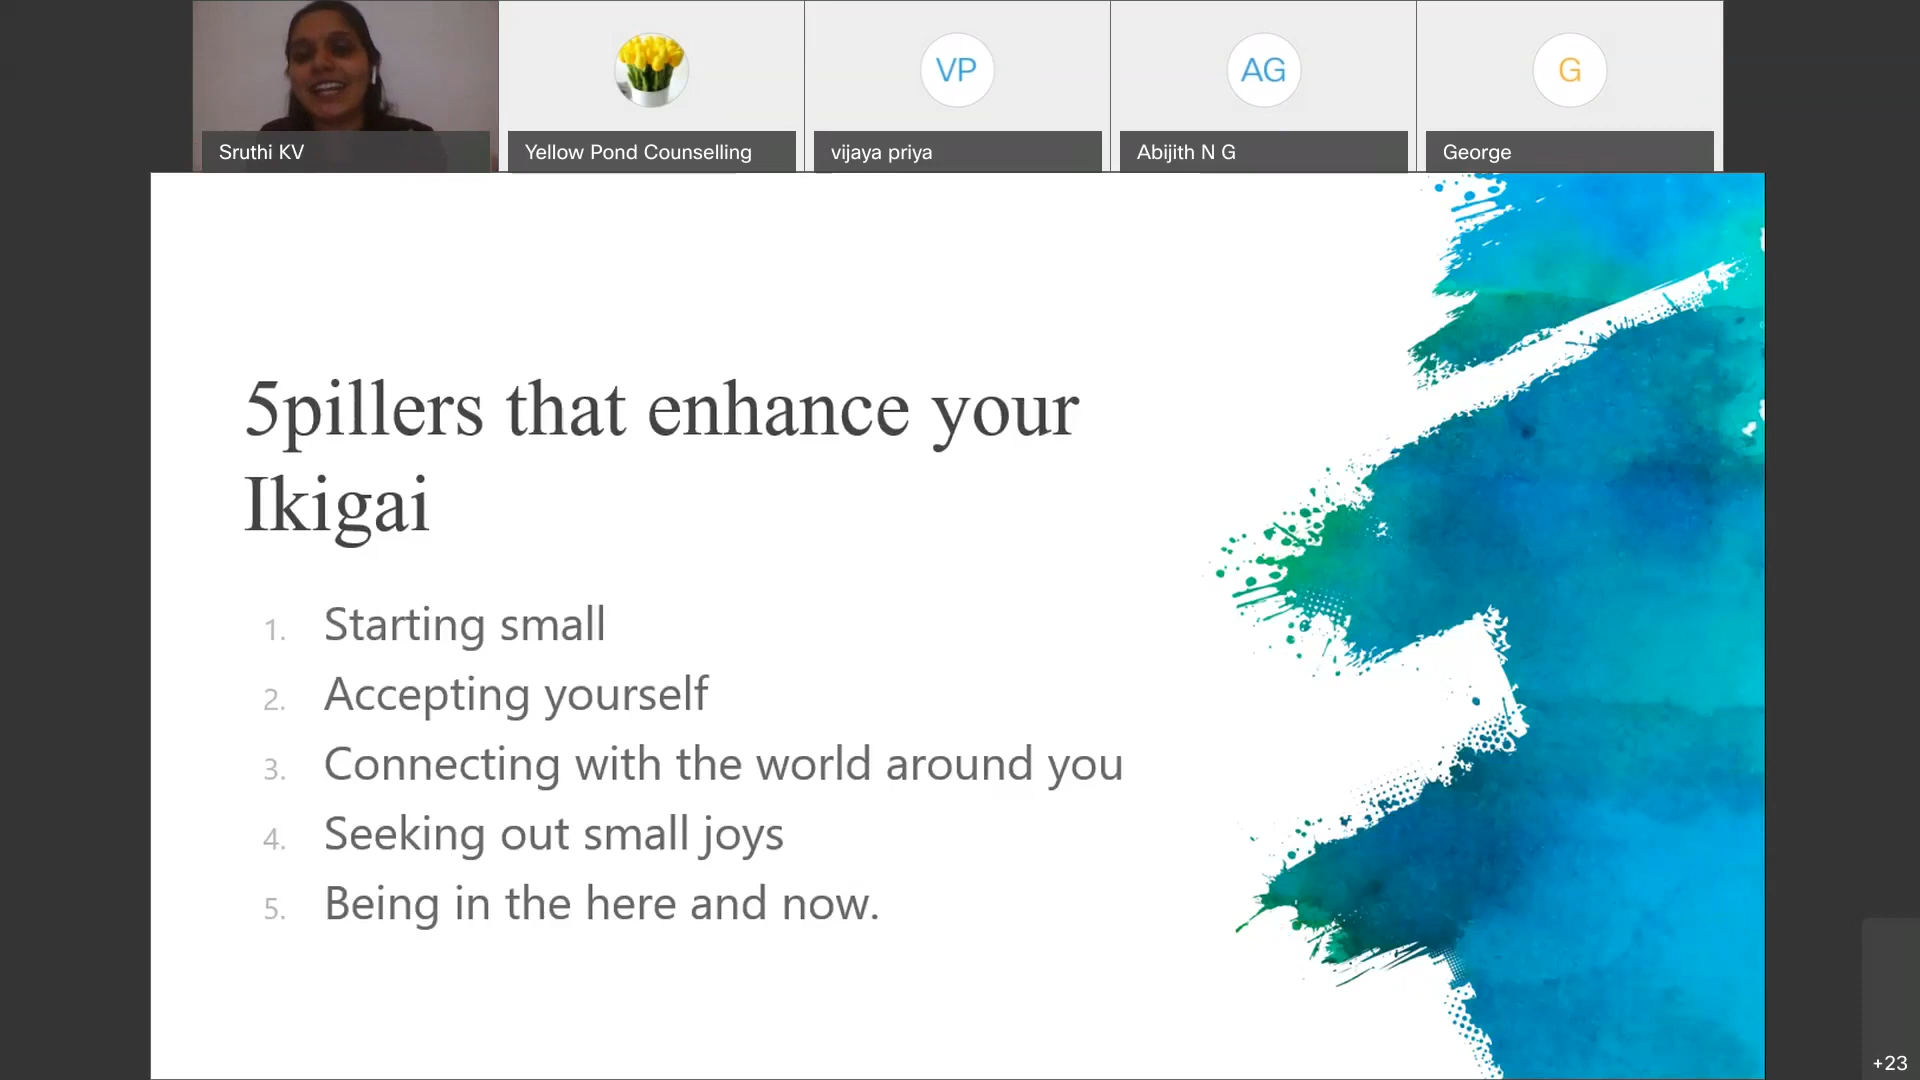 VP
AG
G
Sruthi KV
Yellow Pond Counselling
vijaya priya
Abijith N G
George
5pillers that enhance your
Ikigai
1. Starting small
2. Accepting yourself
3. Connecting with the world around you
4. Seeking out small joys
5. Being in the here and now.
+23